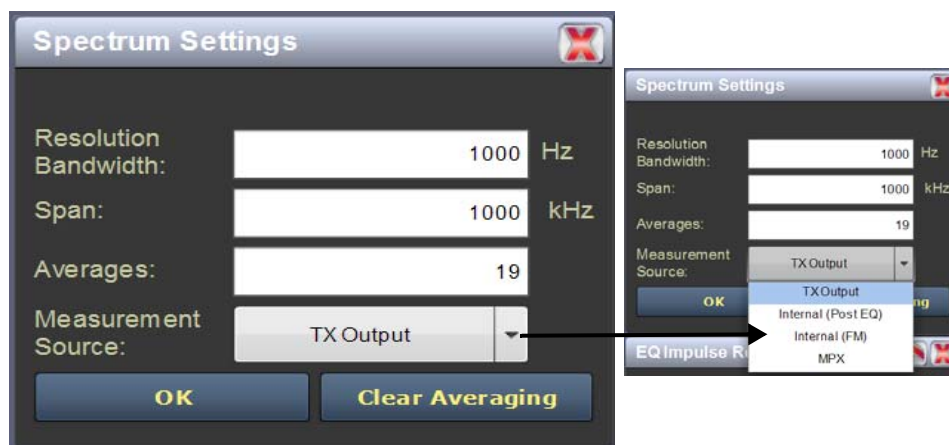 Spectrum Settings
Resolution
Bandwidth:
1000 Hz
Span:
1000 kHz
Averages:
19
Measurement
Source:
TX Output
OK
Clear Averaging
Spectrum Settings
Resolution
Bandwidth:
1000 Hz
Span:
1000 kHz
Averages:
19
Measurement
Source:
TX Output
OK
TX Output
Internal (Post EQ)
Internal (FM)
MPX
EQ Impulse